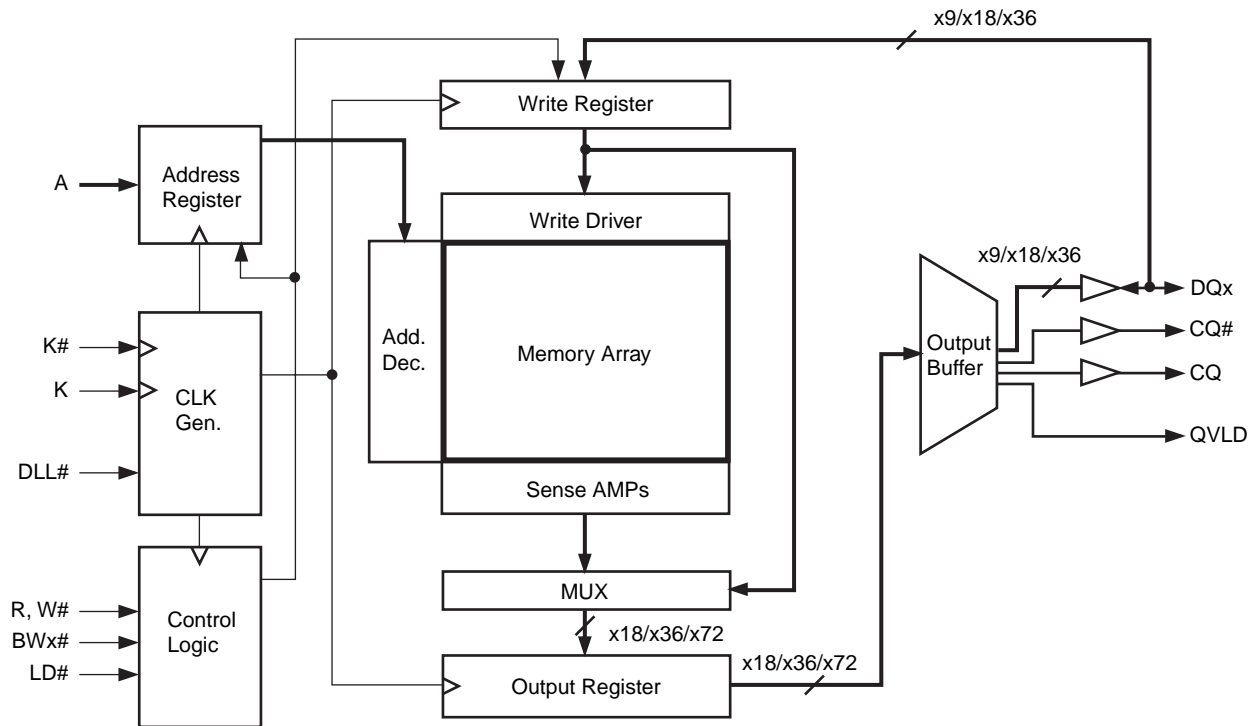 x9/x18/x36
Write Register
Address
Register
A
Write Driver
x9/x18/x36
DQx
K#
Add.
Dec.
Memory Array
Output
Buffer
CQ#
K
CLK
Gen.
CQ
QVLD
DLL#
Sense AMPs
MUX
R, W#
Control
Logic
x18/x36/x72
BWx#
LD#
Output Register
x18/x36/x72